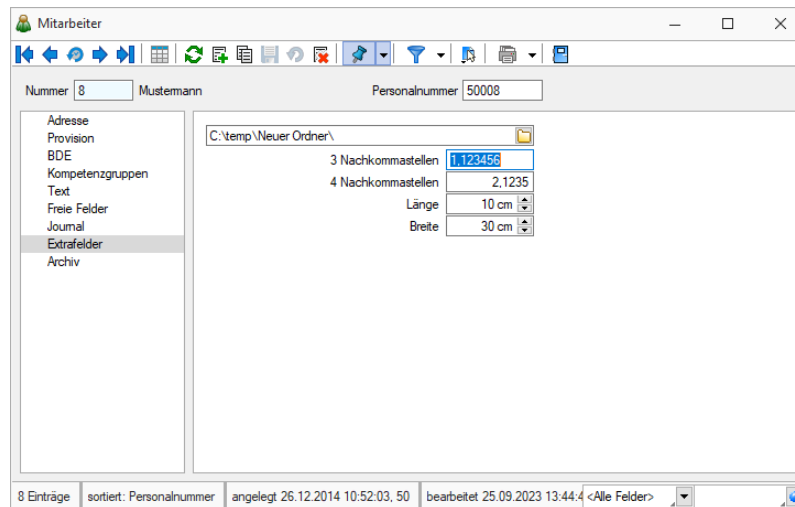 Mitarbeiter
Nummer 8 Mustermann Personalnummer 50008
Adresse
Provision
BDE
Kompetenzgruppen
Text
Freie Felder
Journal
Extrafelder
Archiv
C:\temp\Neuer Ordner\
3 Nachkommastellen 1,123456
4 Nachkommastellen 2,1235
Länge 10 cm
Breite 30 cm
8 Einträge sortiert: Personalnummer angelegt 26.12.2014 10:52:03, 50 bearbeitet 25.09.2023 13:44:4 <Alle Felder>